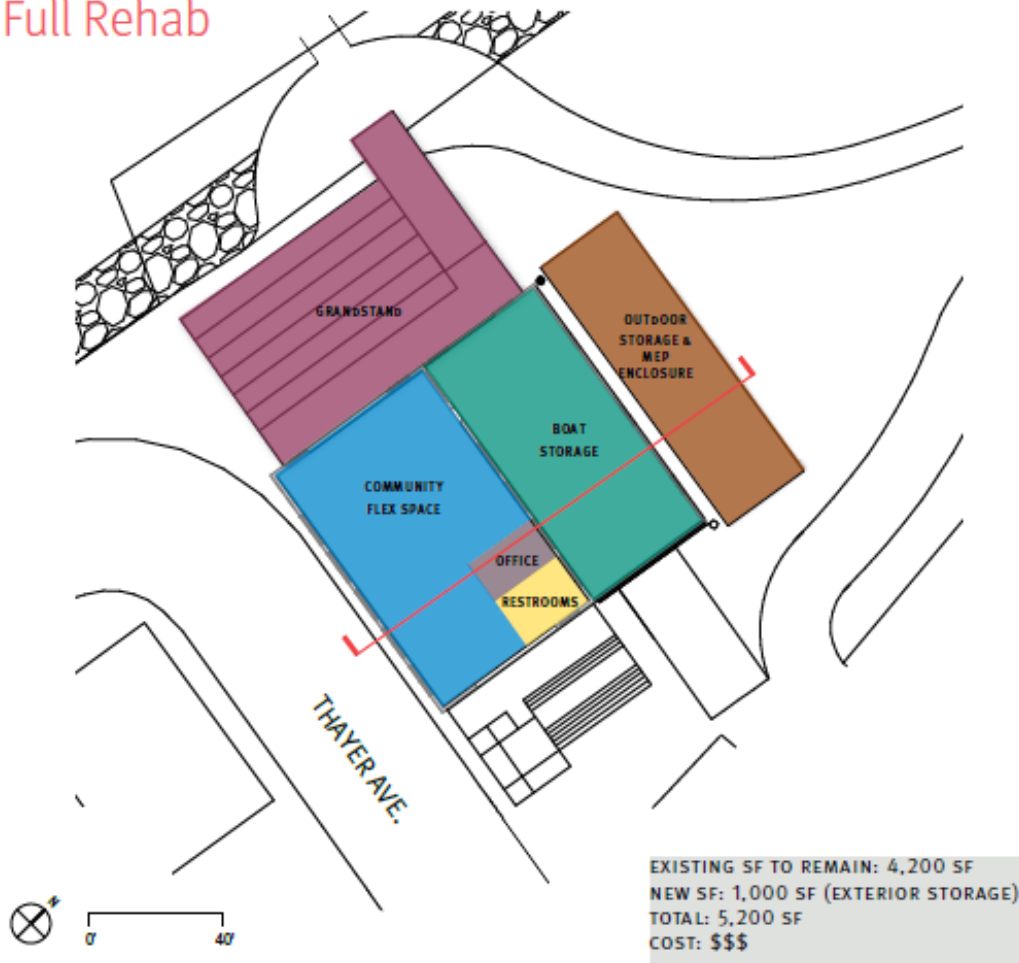 Full Rehab
GRANDSTAND
OUTDOOR
STORAGE &
MEP
ENCLOSURE
BOAT
STORAGE
COMMUNITY
FLEX SPACE
OFFICE
RESTROOMS
THAYER AVE.
N
0' 40'
EXISTING SF TO REMAIN: 4,200 SF
NEW SF: 1,000 SF (EXTERIOR STORAGE)
TOTAL: 5,200 SF
COST: $$$